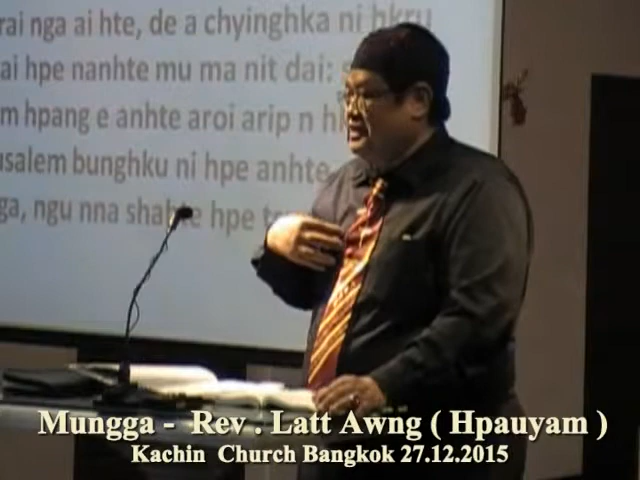 rai nga ai hte, de a chyinghka ni hkru
ai hpe nanhte mu ma nit dai:
m hpang e anhte aroi arip n
usalem bunghku ni hpe anhte
ga, ngu nna shahte hpe
Mungga - Rev . Latt Awng ( Hpauyam )
Kachin Church Bangkok 27.12.2015